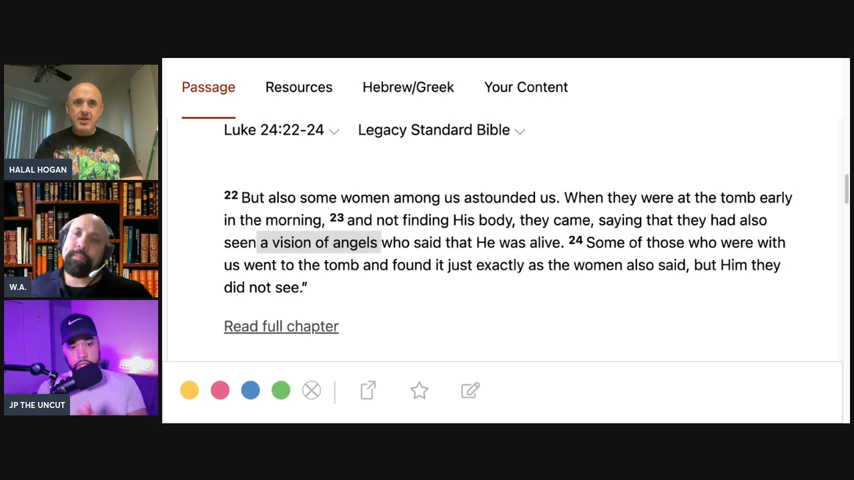 Passage Resources Hebrew/Greek Your Content
Luke 24:22-24 Legacy Standard Bible
22 But also some women among us astounded us. When they were at the tomb early
in the morning, 23 and not finding His body, they came, saying that they had also
seen a vision of angels who said that He was alive. 24 Some of those who were with
us went to the tomb and found it just exactly as the women also said, but Him they
did not see.”
Read full chapter
HALAL HOGAN
W.A.
JP THE UNCUT